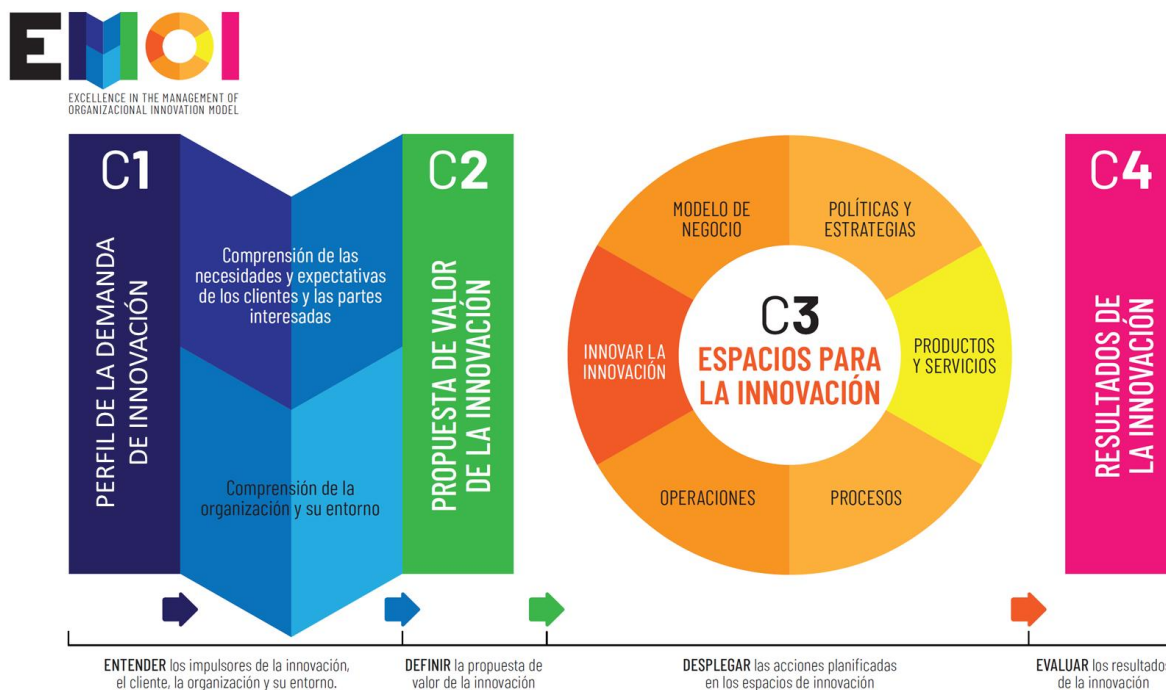 EMOI
EXCELLENCE IN THE MANAGEMENT OF
ORGANIZACIONAL INNOVATION MODEL
C1
PERFIL DE LA DEMANDA
DE INNOVACIÓN
Comprensión de las
necesidades y expectativas
de los clientes y las partes
interesadas
Comprensión de la
organización y su entorno
C2
PROPUESTA DE VALOR
DE LA INNOVACIÓN
MODELO DE
NEGOCIO
POLÍTICAS Y
ESTRATEGIAS
INNOVAR LA
INNOVACIÓN
C3
ESPACIOS PARA
LA INNOVACIÓN
PRODUCTOS
Y SERVICIOS
OPERACIONES
PROCESOS
C4
RESULTADOS DE
LA INNOVACIÓN
ENTENDER los impulsores de la innovación,
el cliente, la organización y su entorno.
DEFINIR la propuesta de
valor de la innovación
DESPLEGAR las acciones planificadas
en los espacios de innovación
EVALUAR los resultados
de la innovación